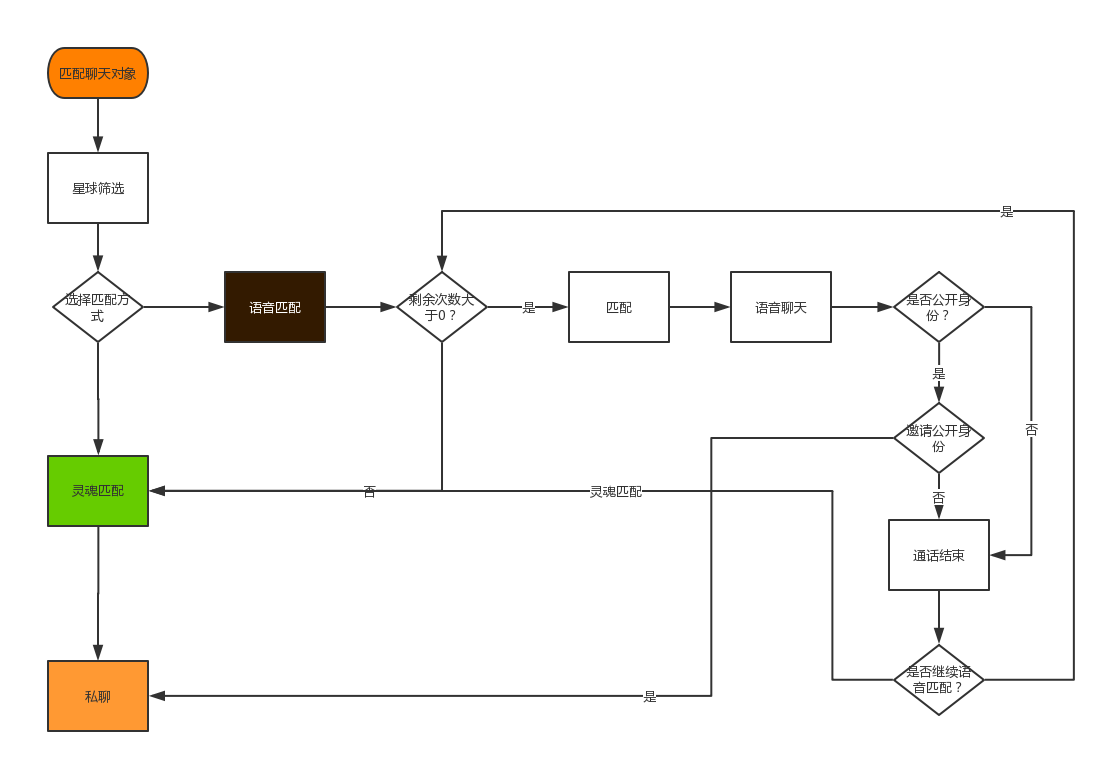 匹配聊天对象
星球筛选
是
选择匹配方
式
语音匹配
剩余次数大
于0？
是
匹配
语音聊天
是否公开身
份？
是
否
邀请公开身
份
灵魂匹配
否
灵魂匹配
否
通话结束
是否继续语
音匹配？
私聊
是